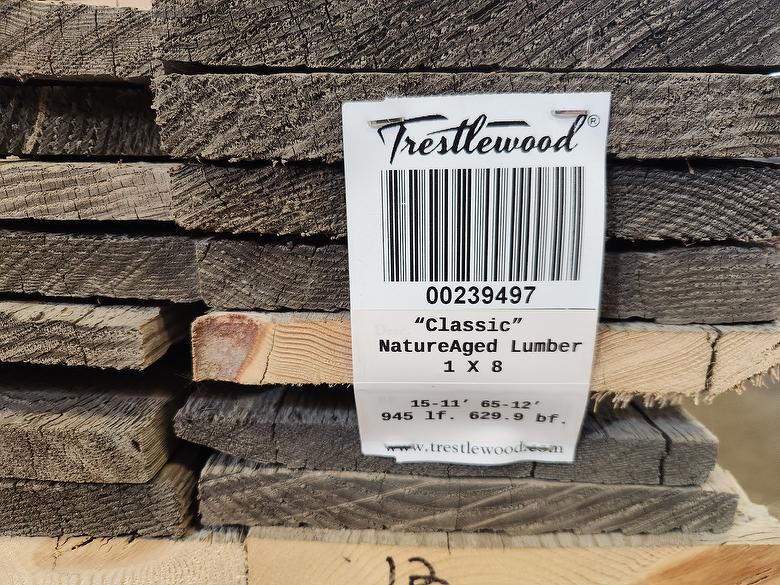 Trestlewood®
00239497
"Classic"
NatureAged Lumber
1 X 8
15-11' 65-12'
945 lf. 629.9 bf.
www.trestlewood.com